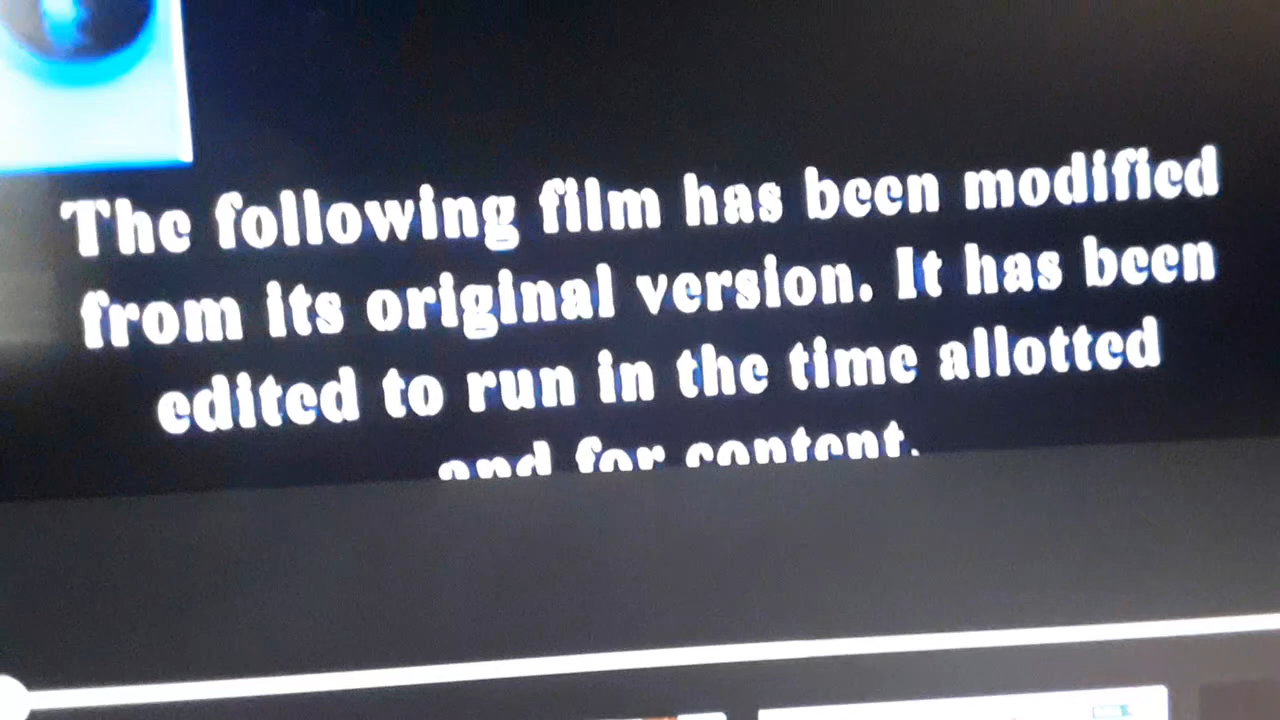 The following film has been modified
from its original version. It has been
edited to run in the time allotted
and for content.